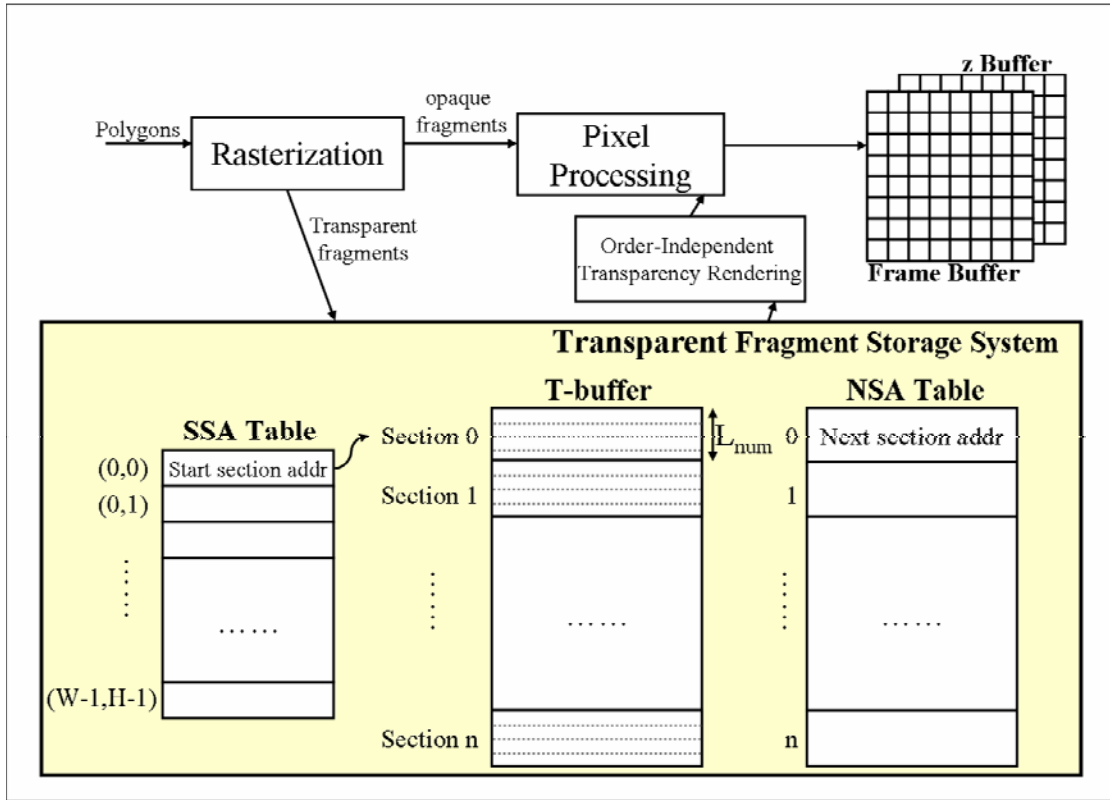 z Buffer
opaque
fragments
Polygons
Rasterization
Pixel
Processing
Transparent
fragments
Order-Independent
Transparency Rendering
Frame Buffer
Transparent Fragment Storage System
T-buffer
NSA Table
SSA Table
Section 0
Lnum
0
Next section addr
(0,0)
Start section addr
(0,1)
Section 1
1
......
......
......
......
......
......
(W-1,H-1)
Section n
n